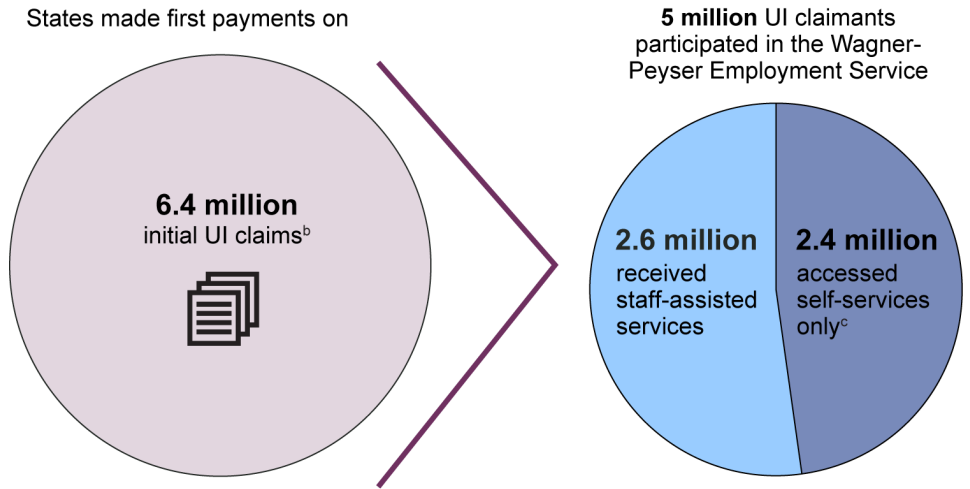 States made first payments on
6.4 million
initial UI claimsᵇ
5 million UI claimants
participated in the Wagner-
Peyser Employment Service
2.6 million
received
staff-assisted
services
2.4 million
accessed
self-services
onlyᶜ